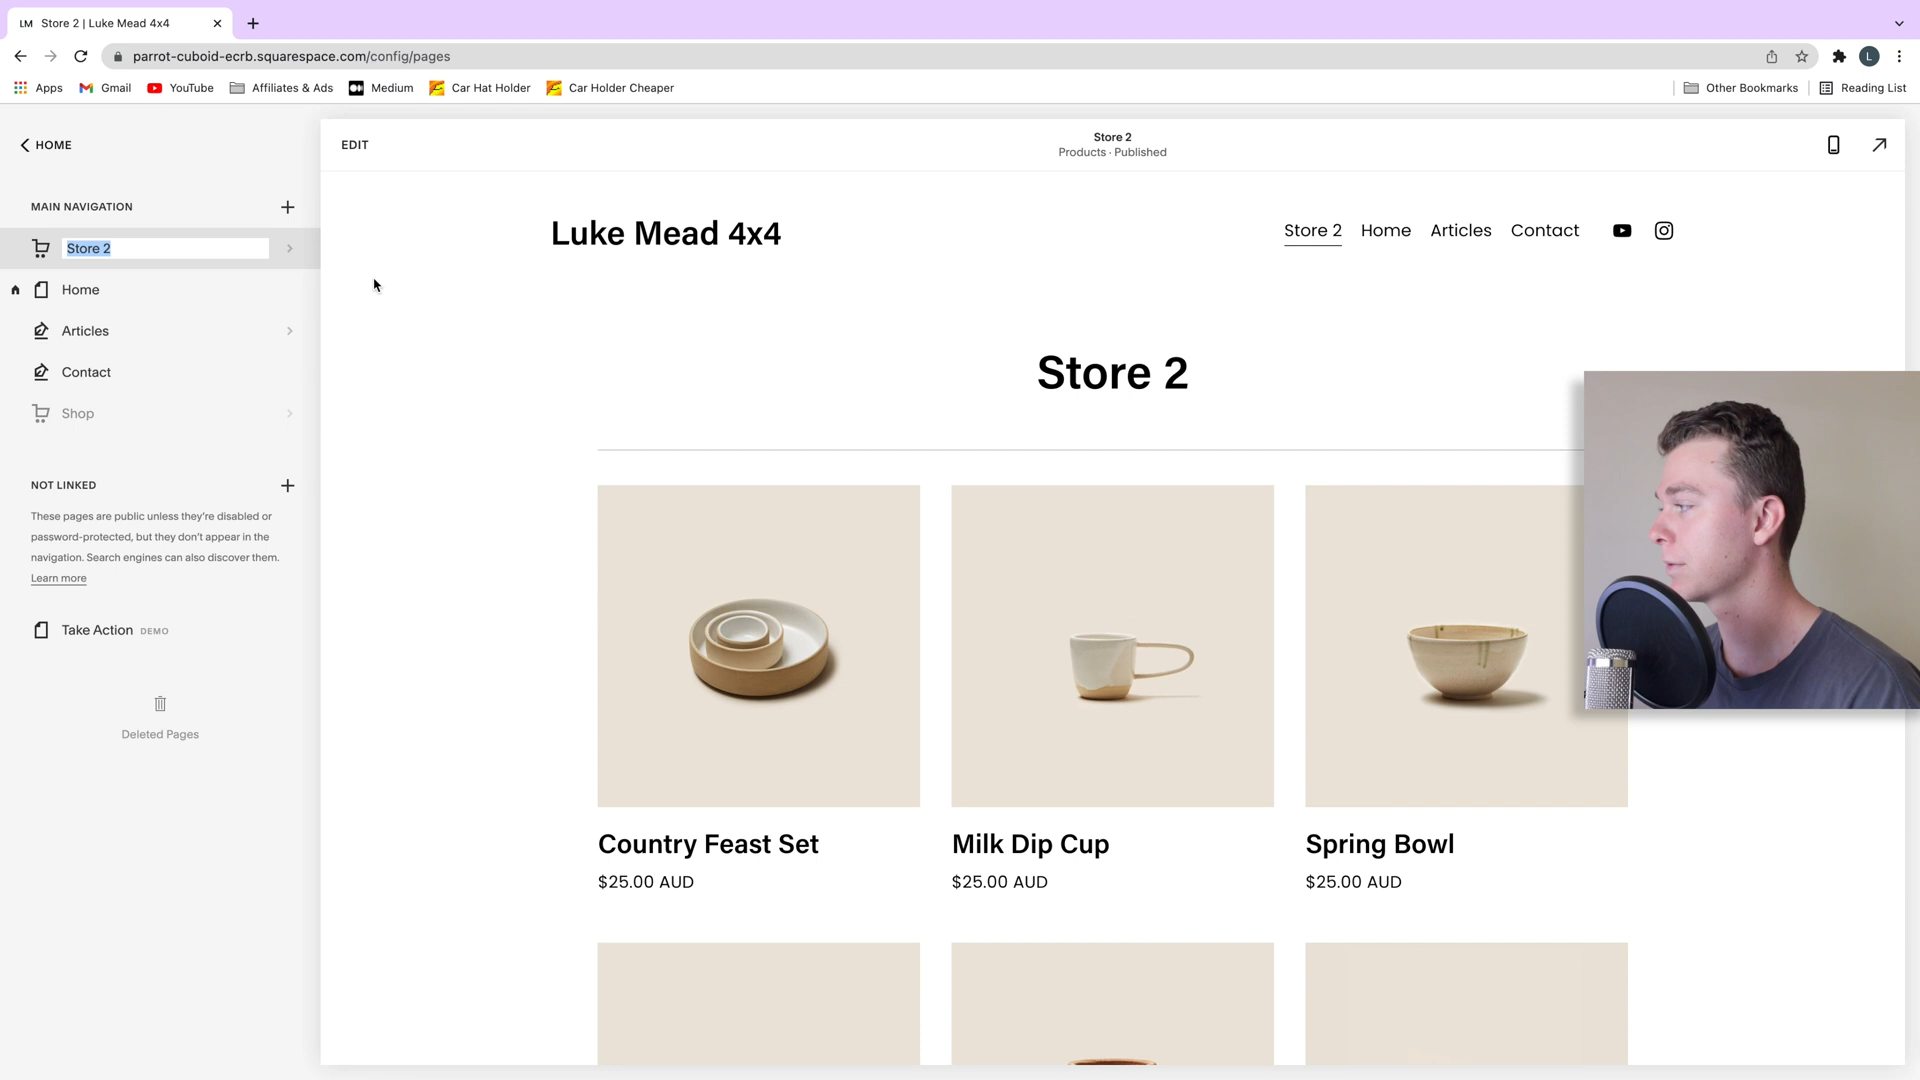 LM Store 2 | Luke Mead 4x4
parrot-cuboid-ecrb.squarespace.com/config/pages
L
Apps Gmail YouTube Affiliates & Ads Medium Car Hat Holder Car Holder Cheaper Other Bookmarks Reading List
HOME
EDIT
Store 2
Products · Published
MAIN NAVIGATION
Store 2
Home
Articles
Contact
Shop
NOT LINKED
These pages are public unless they're disabled or
password-protected, but they don't appear in the
navigation. Search engines can also discover them.
Learn more
Take Action DEMO
Deleted Pages
Luke Mead 4x4
Store 2 Home Articles Contact
Store 2
Country Feast Set
$25.00 AUD
Milk Dip Cup
$25.00 AUD
Spring Bowl
$25.00 AUD